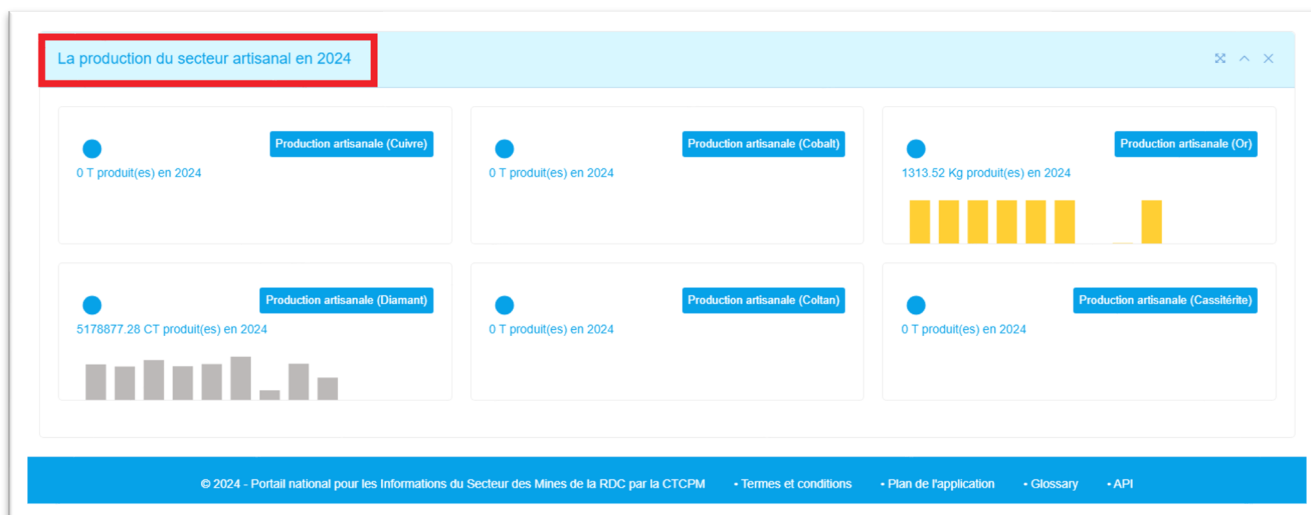 La production du secteur artisanal en 2024
Production artisanale (Cuivre)
0 T produit(es) en 2024
Production artisanale (Cobalt)
0 T produit(es) en 2024
Production artisanale (Or)
1313.52 Kg produit(es) en 2024
Production artisanale (Diamant)
5178877.28 CT produit(es) en 2024
Production artisanale (Coltan)
0 T produit(es) en 2024
Production artisanale (Cassitérite)
0 T produit(es) en 2024
© 2024 - Portail national pour les Informations du Secteur des Mines de la RDC par la CTCPM • Termes et conditions • Plan de l'application • Glossary • API